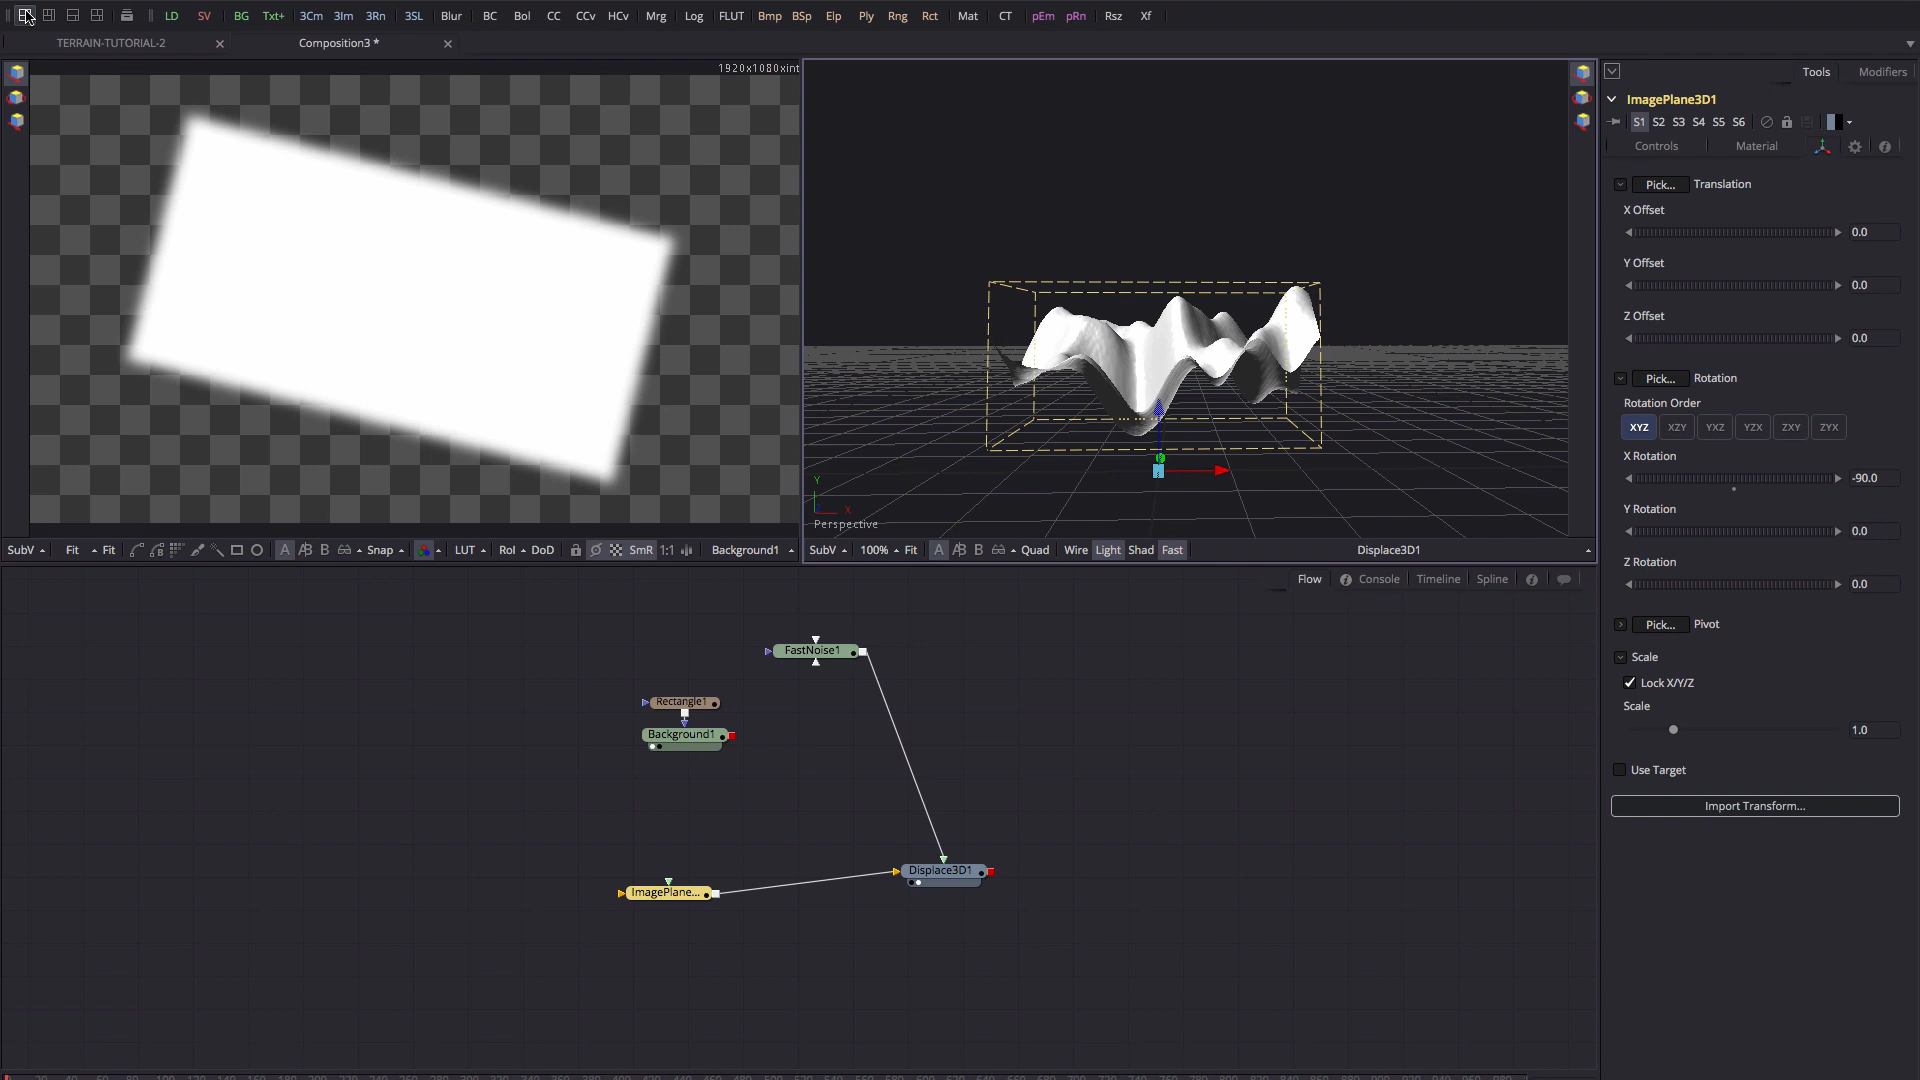 LD SV BG Txt+ 3Cm 3Im 3Rn 3SL Blur BC Bol CC CCv HCv Mrg Log FLUT Bmp BSp Elp Ply Rng Rct Mat CT pEm pRn Rsz Xf
TERRAIN-TUTORIAL-2 Composition3 *
1920x1080xint
Tools Modifiers
ImagePlane3D1
S1 S2 S3 S4 S5 S6
Controls Material
Pick... Translation
X Offset
0.0
Y Offset
0.0
Z Offset
0.0
Pick... Rotation
Rotation Order
XYZ XZY YXZ YZX ZXY ZYX
X Rotation
-90.0
Y Rotation
0.0
Z Rotation
0.0
Pick... Pivot
Scale
Lock X/Y/Z
Scale
1.0
Use Target
Import Transform...
Y
X
Perspective
SubV Fit Fit A A|B B Snap LUT RoI DoD SmR 1:1 Background1
SubV 100% Fit A A|B B Quad Wire Light Shad Fast Displace3D1
Flow Console Timeline Spline
FastNoise1
Rectangle1
Background1
Displace3D1
ImagePlane...